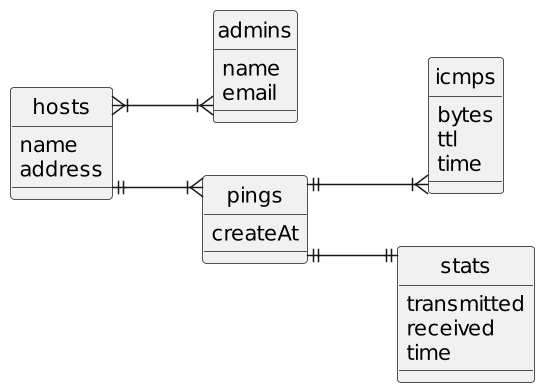 hosts
name
address
admins
name
email
pings
createAt
icmps
bytes
ttl
time
stats
transmitted
received
time